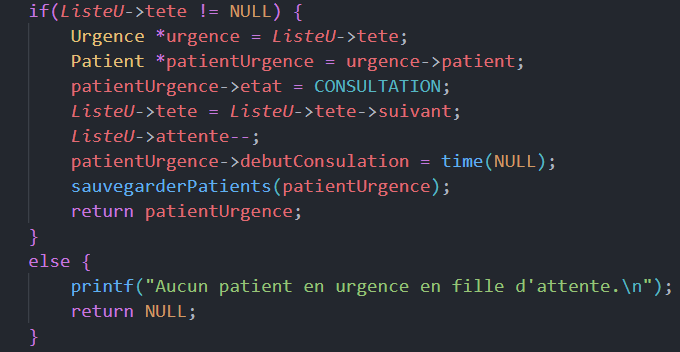 if(ListeU->tete != NULL) {
Urgence *urgence = ListeU->tete;
Patient *patientUrgence = urgence->patient;
patientUrgence->etat = CONSULTATION;
ListeU->tete = ListeU->tete->suivant;
ListeU->attente--;
patientUrgence->debutConsulation = time(NULL);
sauvegarderPatients(patientUrgence);
return patientUrgence;
}
else {
printf("Aucun patient en urgence en fille d'attente.\n");
return NULL;
}